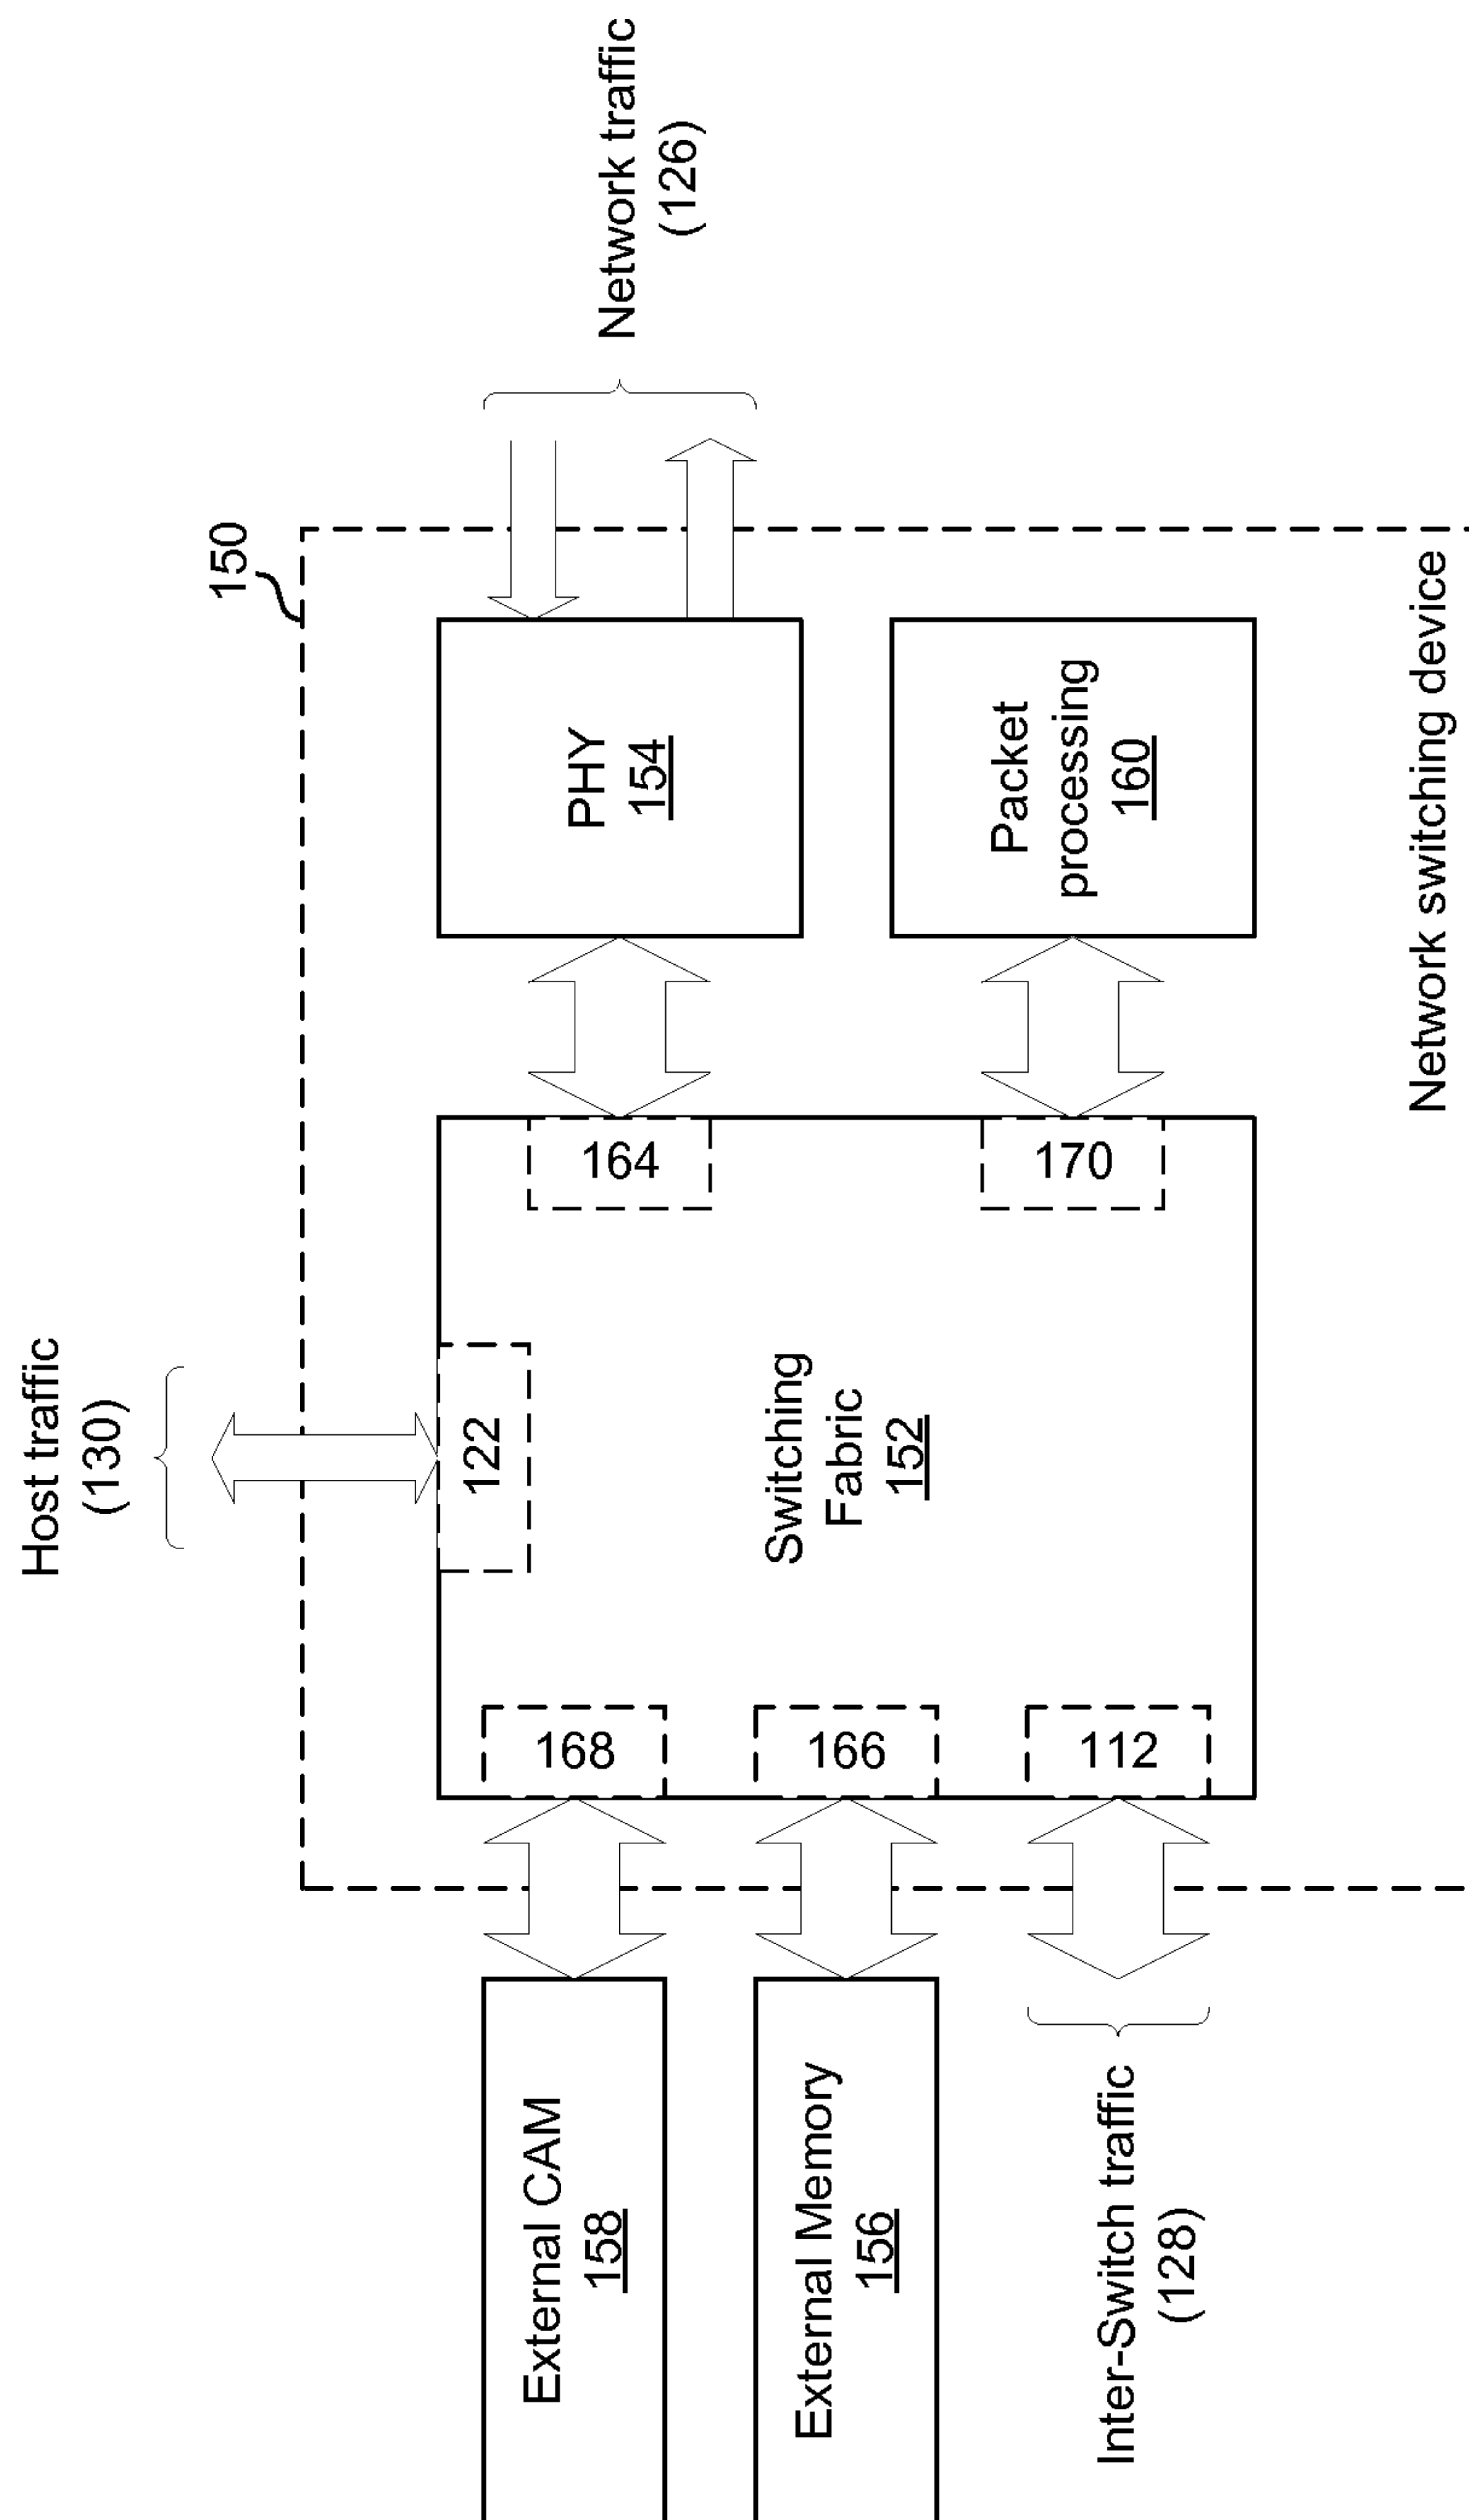 Host traffic
(130)
150
Network traffic
(126)
External CAM
158
168
122
164
PHY
154
External Memory
156
166
Switching
Fabric
152
Inter-Switch traffic
(128)
112
170
Packet
processing
160
Network switching device